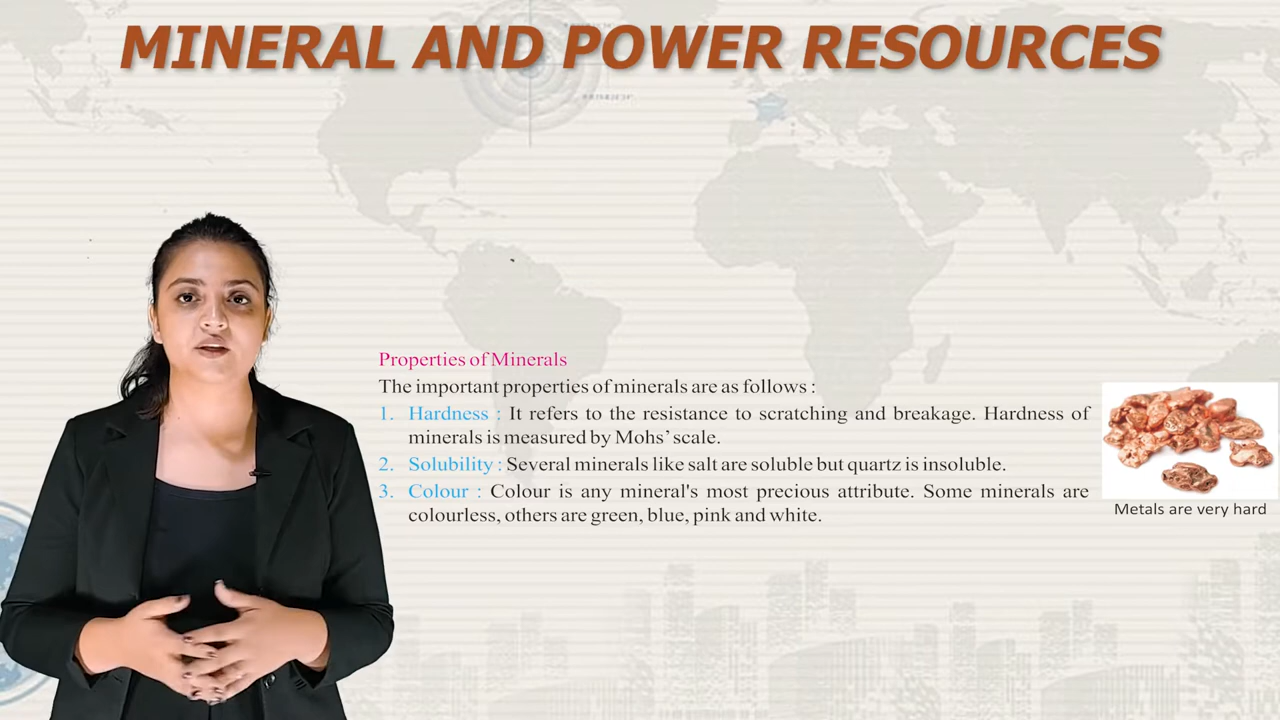 MINERAL AND POWER RESOURCES
Properties of Minerals
The important properties of minerals are as follows :
1. Hardness : It refers to the resistance to scratching and breakage. Hardness of
minerals is measured by Mohs' scale.
2. Solubility : Several minerals like salt are soluble but quartz is insoluble.
3. Colour : Colour is any mineral's most precious attribute. Some minerals are
colourless, others are green, blue, pink and white.
Metals are very hard